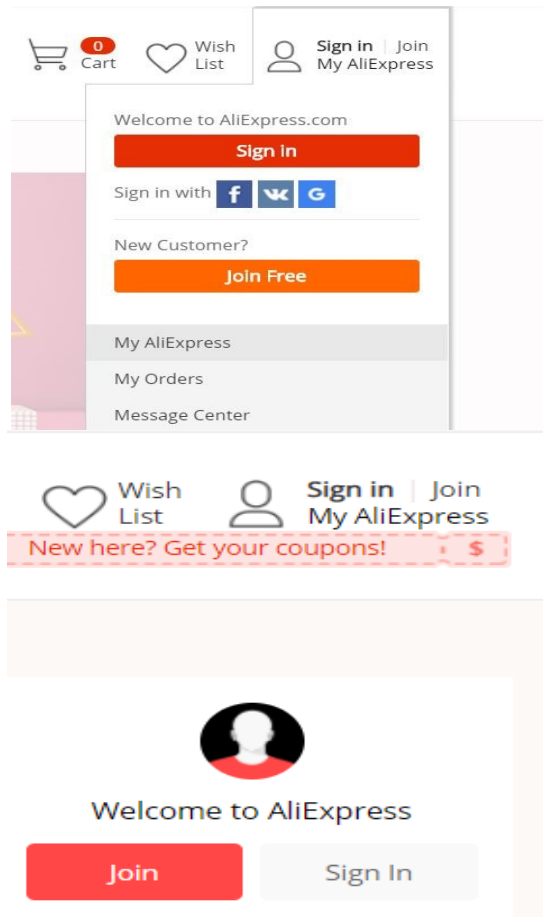 0
Cart
Wish
List
Sign in | Join
My AliExpress
Welcome to AliExpress.com
Sign in
Sign in with f VK G
New Customer?
Join Free
My AliExpress
My Orders
Message Center
Wish
List
Sign in | Join
My AliExpress
New here? Get your coupons! $
Welcome to AliExpress
Join
Sign In